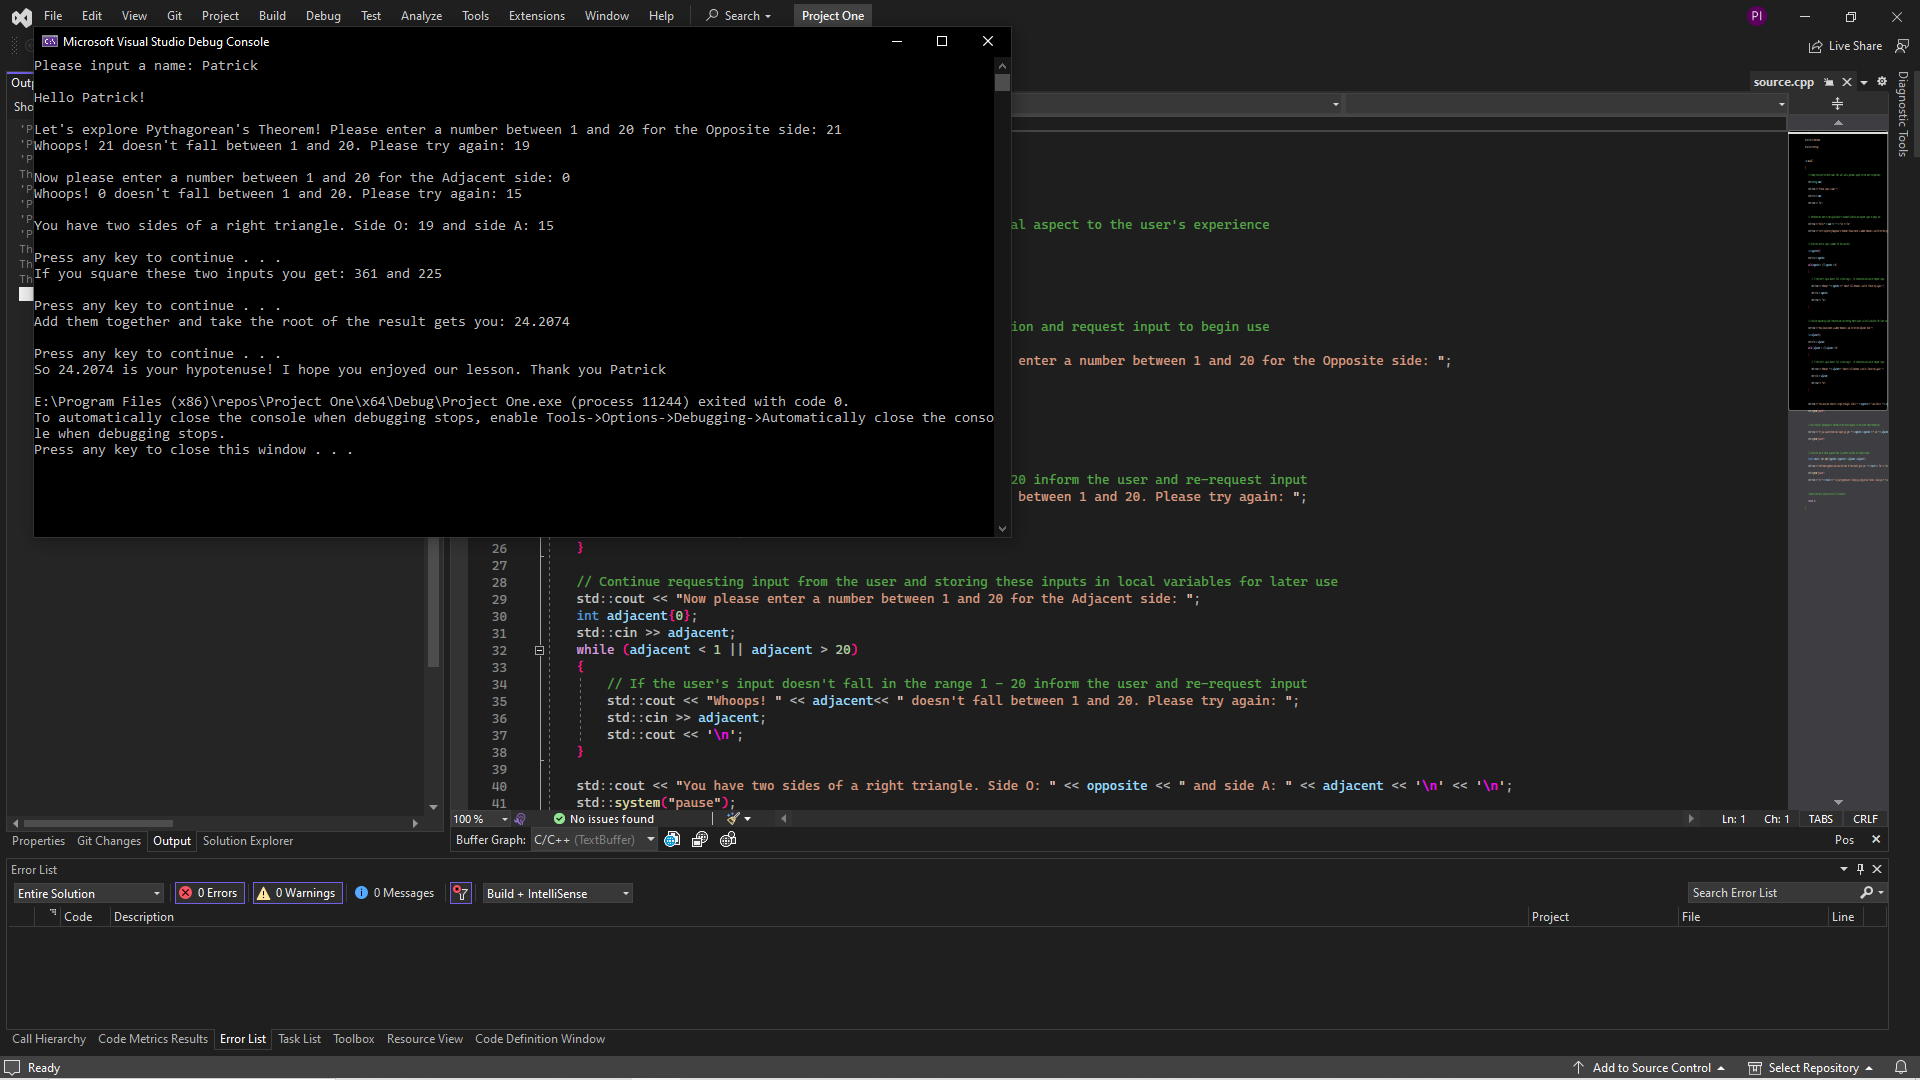 File Edit View Git Project Build Debug Test Analyze Tools Extensions Window Help Search Project One PI
Microsoft Visual Studio Debug Console
Live Share
Please input a name: Patrick
Hello Patrick!
Let's explore Pythagorean's Theorem! Please enter a number between 1 and 20 for the Opposite side: 21
Whoops! 21 doesn't fall between 1 and 20. Please try again: 19
Now please enter a number between 1 and 20 for the Adjacent side: 0
Whoops! 0 doesn't fall between 1 and 20. Please try again: 15
You have two sides of a right triangle. Side O: 19 and side A: 15
Press any key to continue . . .
If you square these two inputs you get: 361 and 225
Press any key to continue . . .
Add them together and take the root of the result gets you: 24.2074
Press any key to continue . . .
So 24.2074 is your hypotenuse! I hope you enjoyed our lesson. Thank you Patrick
E:\Program Files (x86)\repos\Project One\x64\Debug\Project One.exe (process 11244) exited with code 0.
To automatically close the console when debugging stops, enable Tools->Options->Debugging->Automatically close the conso
le when debugging stops.
Press any key to close this window . . .
Outp
Sho
'P
'P
'P
Th
'P
'P
'P
'P
Th
Th
Th
source.cpp
Diagnostic Tools
al aspect to the user's experience
ion and request input to begin use
enter a number between 1 and 20 for the Opposite side: ";
20 inform the user and re-request input
between 1 and 20. Please try again: ";
26 }
27
28 // Continue requesting input from the user and storing these inputs in local variables for later use
29 std::cout << "Now please enter a number between 1 and 20 for the Adjacent side: ";
30 int adjacent{0};
31 std::cin >> adjacent;
32 while (adjacent < 1 || adjacent > 20)
33 {
34 // If the user's input doesn't fall in the range 1 - 20 inform the user and re-request input
35 std::cout << "Whoops! " << adjacent<< " doesn't fall between 1 and 20. Please try again: ";
36 std::cin >> adjacent;
37 std::cout << '\n';
38 }
39
40 std::cout << "You have two sides of a right triangle. Side O: " << opposite << " and side A: " << adjacent << '\n' << '\n';
41 std::system("pause");
100 % No issues found Ln: 1 Ch: 1 TABS CRLF
Properties Git Changes Output Solution Explorer
Buffer Graph: C/C++ (TextBuffer) Pos
Error List
Entire Solution 0 Errors 0 Warnings 0 Messages Build + IntelliSense Search Error List
Code Description Project File Line
Call Hierarchy Code Metrics Results Error List Task List Toolbox Resource View Code Definition Window
Ready Add to Source Control Select Repository